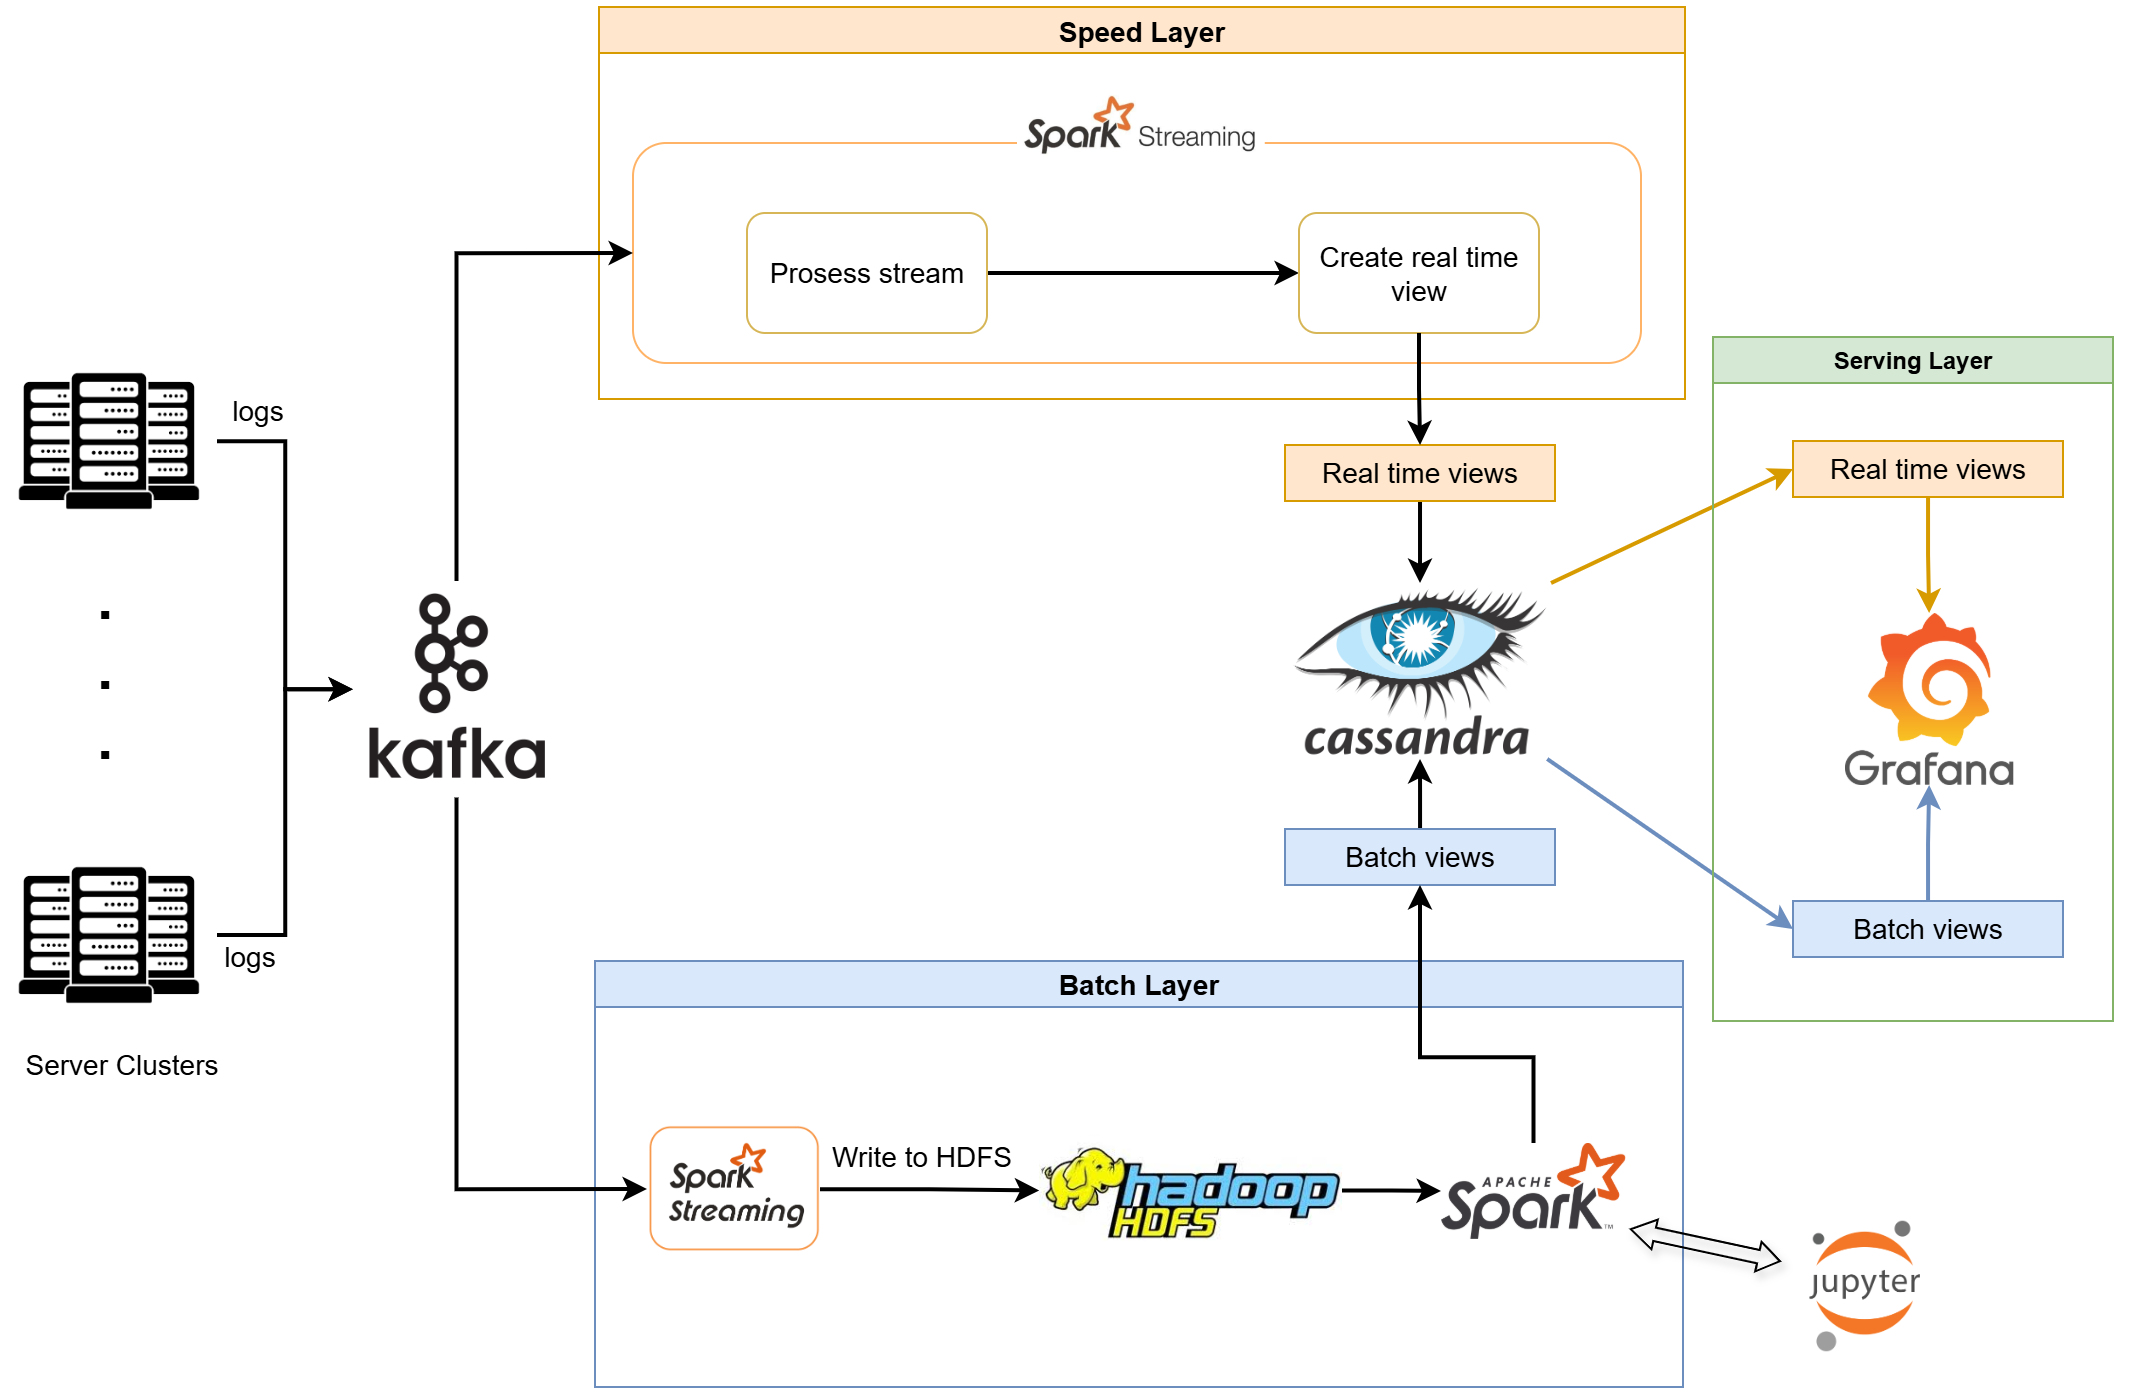 Speed Layer
Spark Streaming
Prosess stream
Create real time
view
logs
Serving Layer
Real time views
Real time views
kafka
cassandra
Grafana
Batch views
Batch views
logs
Server Clusters
Batch Layer
Spark
Streaming
Write to HDFS
hadoop
HDFS
APACHE
Spark™
jupyter